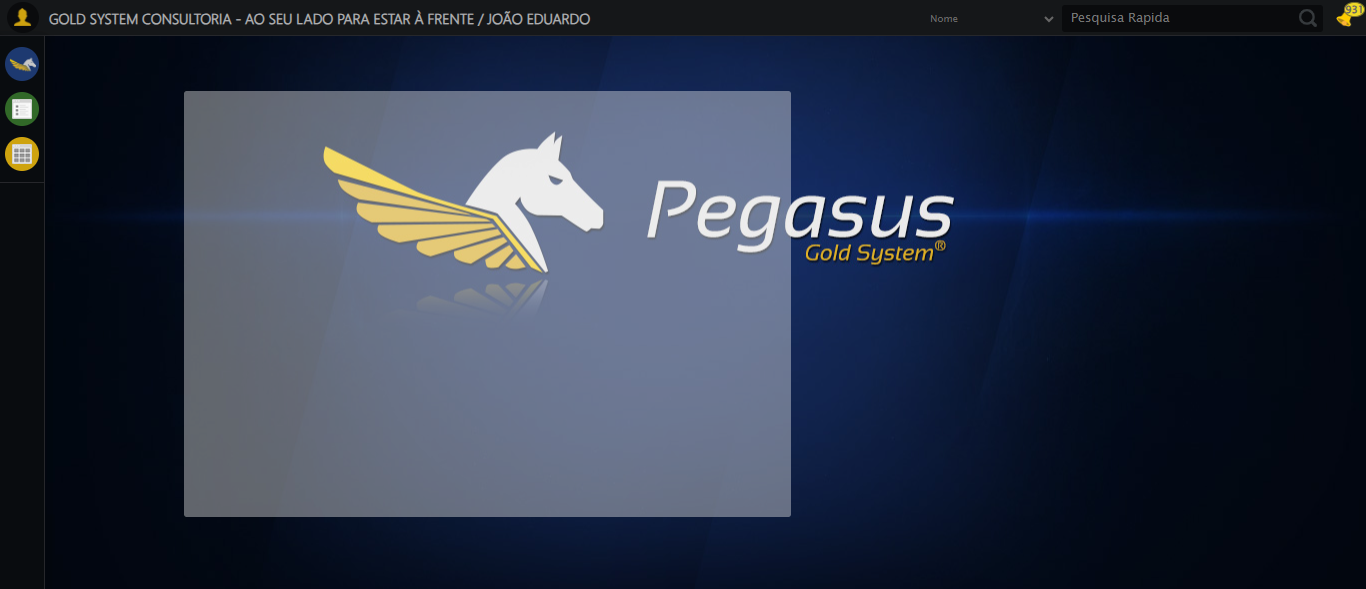 GOLD SYSTEM CONSULTORIA - AO SEU LADO PARA ESTAR À FRENTE / JOÃO EDUARDO
Nome
Pesquisa Rapida
931
Pegasus
Gold System®